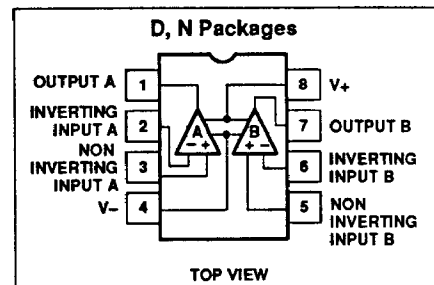 D, N Packages
OUTPUT A
1
INVERTING
INPUT A
2
NON
INVERTING
INPUT A
3
V–
4
A
– +
B
+ –
8
V+
7
OUTPUT B
6
INVERTING
INPUT B
5
NON
INVERTING
INPUT B
TOP VIEW